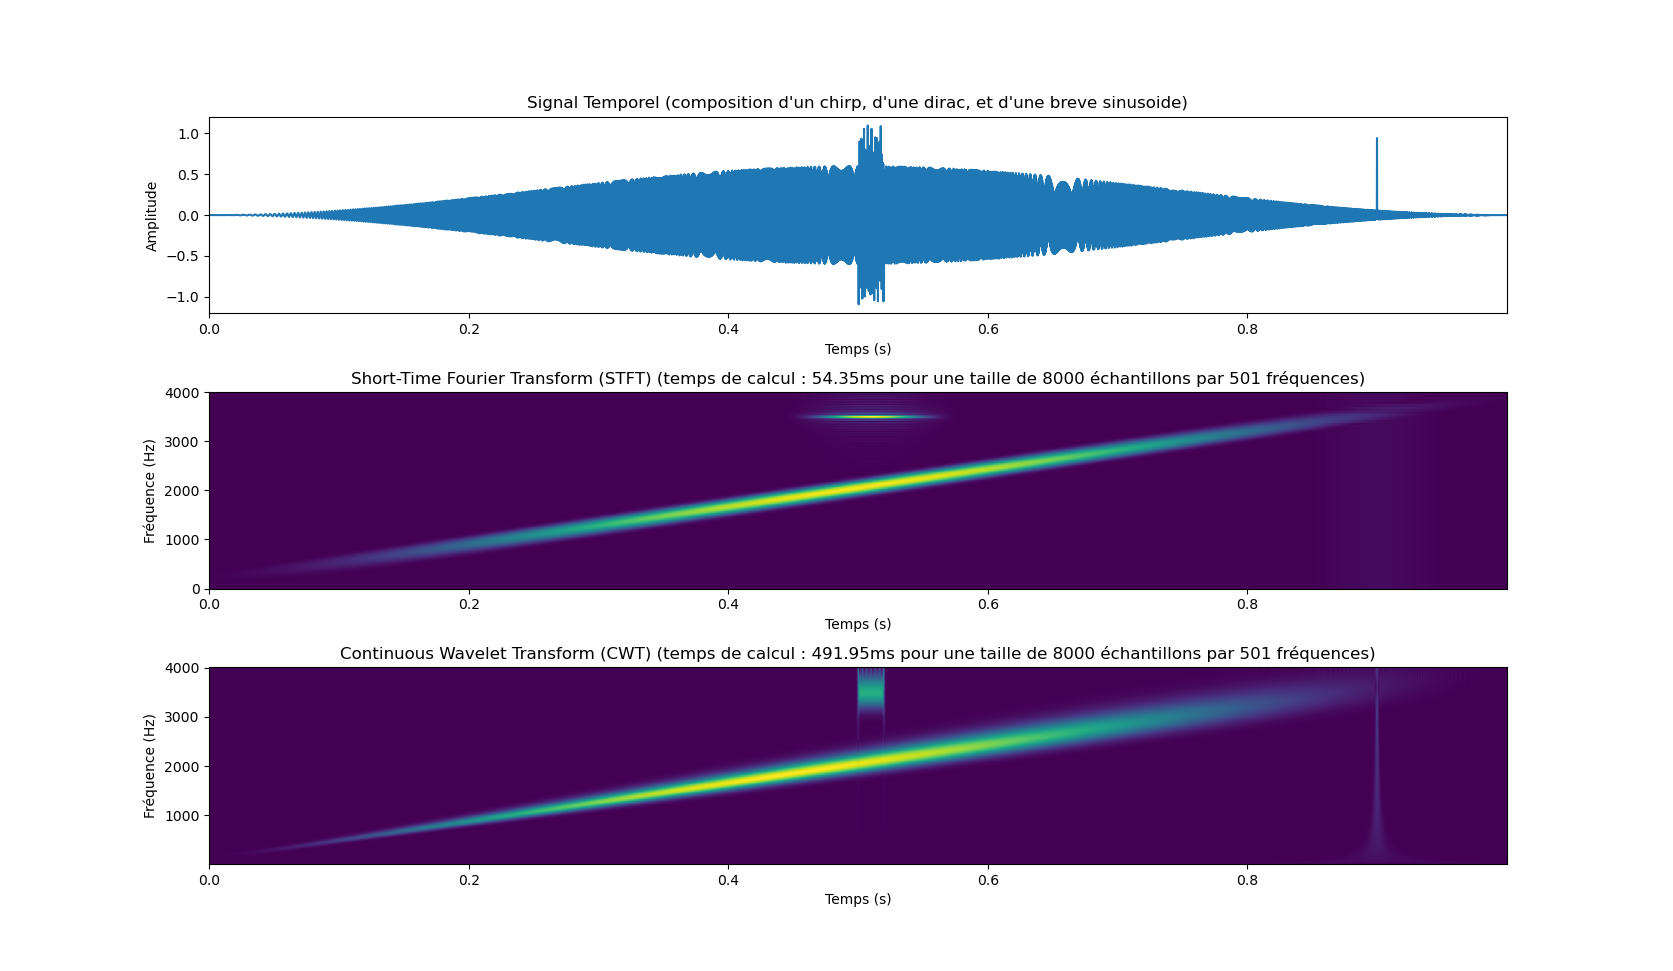 Signal Temporel (composition d'un chirp, d'une dirac, et d'une breve sinusoide)
1.0
0.5
0.0
−0.5
−1.0
Amplitude
0.0 0.2 0.4 0.6 0.8
Temps (s)
Short-Time Fourier Transform (STFT) (temps de calcul : 54.35ms pour une taille de 8000 échantillons par 501 fréquences)
4000
3000
2000
1000
0
Fréquence (Hz)
0.0 0.2 0.4 0.6 0.8
Temps (s)
Continuous Wavelet Transform (CWT) (temps de calcul : 491.95ms pour une taille de 8000 échantillons par 501 fréquences)
4000
3000
2000
1000
Fréquence (Hz)
0.0 0.2 0.4 0.6 0.8
Temps (s)